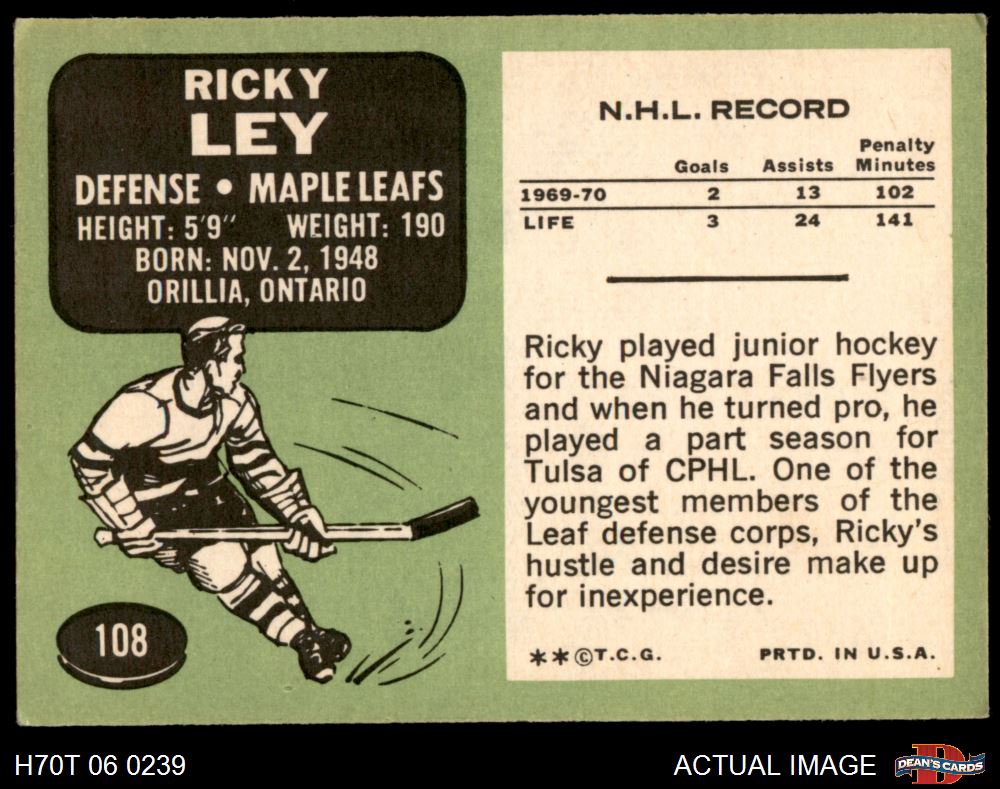 RICKY
LEY
DEFENSE • MAPLE LEAFS
HEIGHT: 5'9" WEIGHT: 190
BORN: NOV. 2, 1948
ORILLIA, ONTARIO
108
N.H.L. RECORD
Goals Assists Penalty Minutes
1969-70 2 13 102
LIFE 3 24 141
Ricky played junior hockey
for the Niagara Falls Flyers
and when he turned pro, he
played a part season for
Tulsa of CPHL. One of the
youngest members of the
Leaf defense corps, Ricky's
hustle and desire make up
for inexperience.
**©T.C.G. PRTD. IN U.S.A.
H70T 06 0239 ACTUAL IMAGE D DEAN'S CARDS